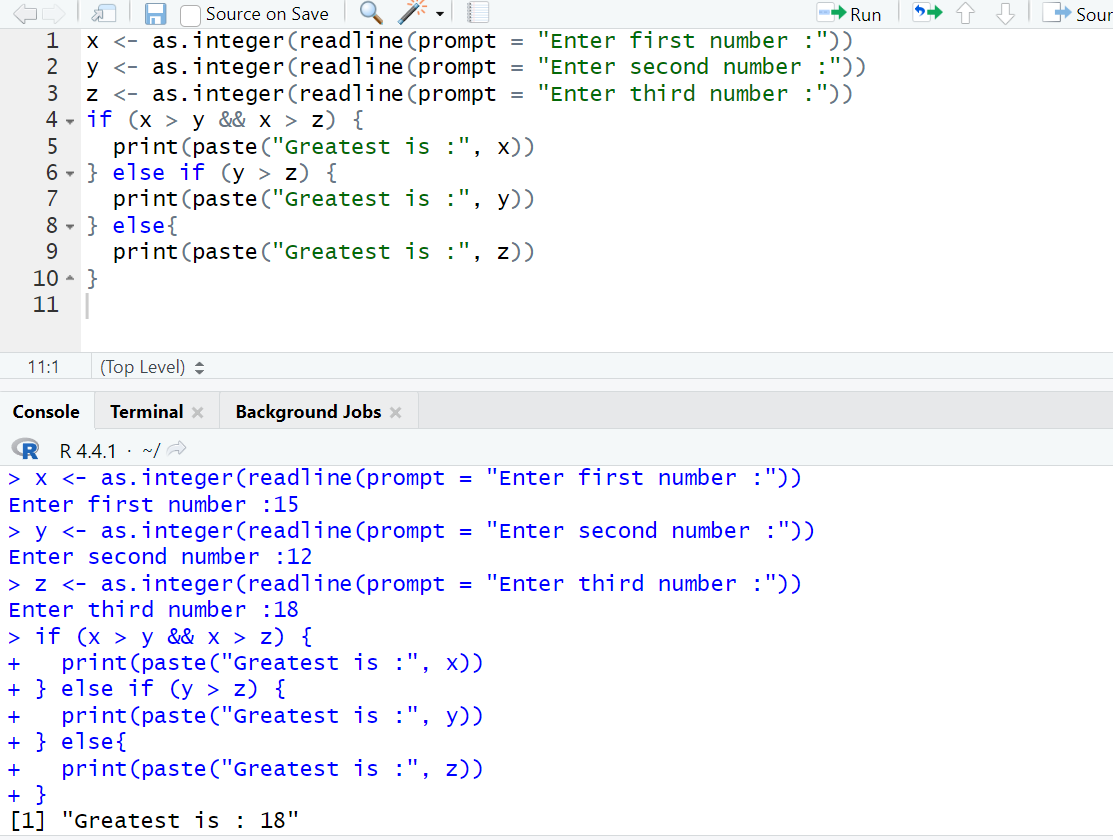 Source on Save Run Sour
1 x <- as.integer(readline(prompt = "Enter first number :"))
2 y <- as.integer(readline(prompt = "Enter second number :"))
3 z <- as.integer(readline(prompt = "Enter third number :"))
4 if (x > y && x > z) {
5   print(paste("Greatest is :", x))
6 } else if (y > z) {
7   print(paste("Greatest is :", y))
8 } else{
9   print(paste("Greatest is :", z))
10 }
11
11:1 (Top Level)
Console Terminal Background Jobs
R R 4.4.1 · ~/
> x <- as.integer(readline(prompt = "Enter first number :"))
Enter first number :15
> y <- as.integer(readline(prompt = "Enter second number :"))
Enter second number :12
> z <- as.integer(readline(prompt = "Enter third number :"))
Enter third number :18
> if (x > y && x > z) {
+   print(paste("Greatest is :", x))
+ } else if (y > z) {
+   print(paste("Greatest is :", y))
+ } else{
+   print(paste("Greatest is :", z))
+ }
[1] "Greatest is : 18"